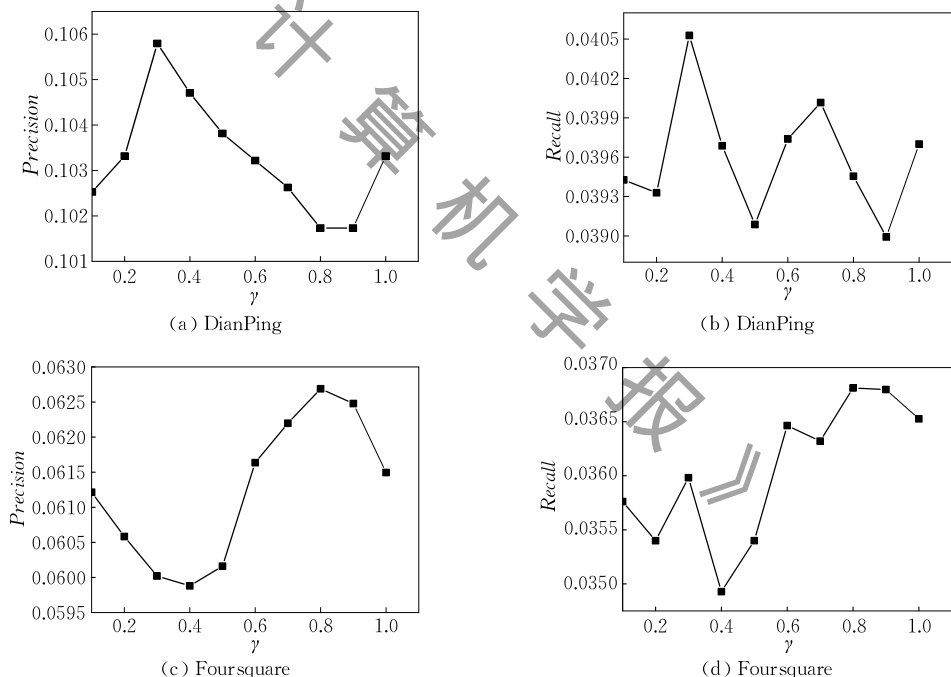 0.106
0.105
0.104
0.103
0.102
0.101
Precision
0.2 0.4 0.6 0.8 1.0
γ
(a) DianPing
0.0405
0.0402
0.0399
0.0396
0.0393
0.0390
Recall
0.2 0.4 0.6 0.8 1.0
γ
(b) DianPing
0.0630
0.0625
0.0620
0.0615
0.0610
0.0605
0.0600
0.0595
Precision
0.2 0.4 0.6 0.8 1.0
γ
(c) Foursquare
0.0370
0.0365
0.0360
0.0355
0.0350
Recall
0.2 0.4 0.6 0.8 1.0
γ
(d) Foursquare
计算机学报》